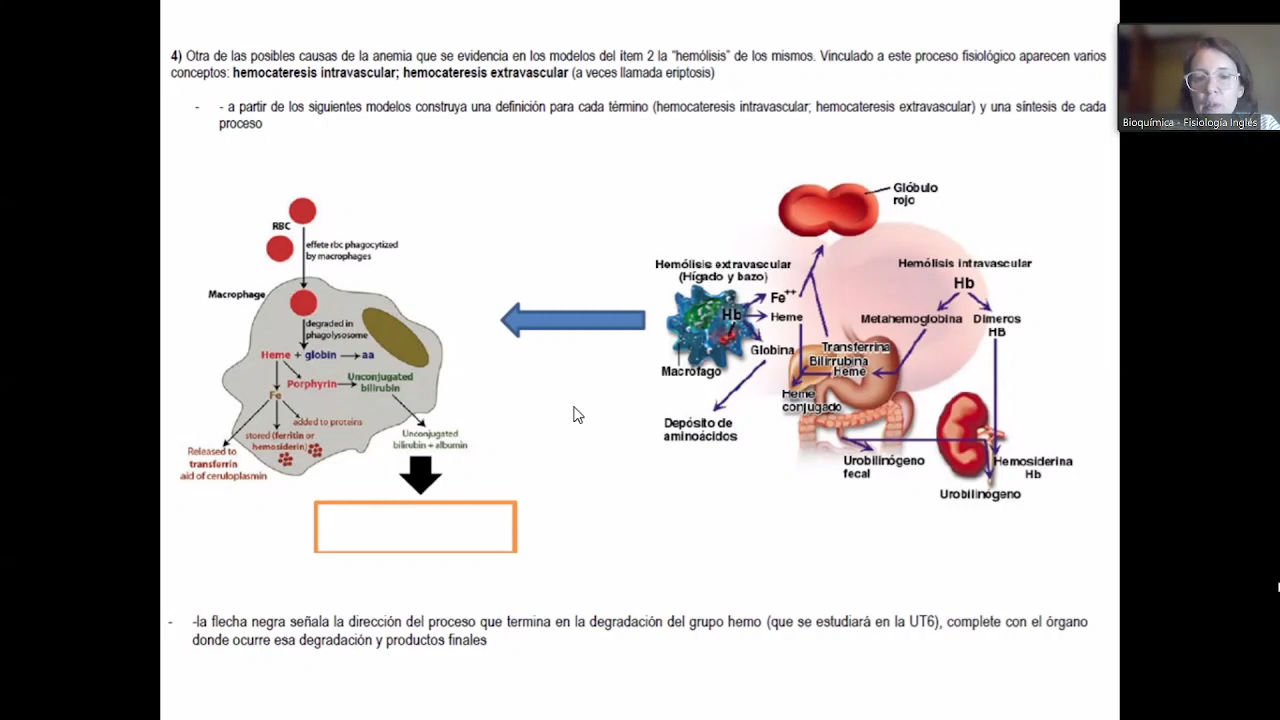 4) Otra de las posibles causas de la anemia que se evidencia en los modelos del ítem 2 la “hemólisis” de los mismos. Vinculado a este proceso fisiológico aparecen varios
conceptos: hemocateresis intravascular; hemocateresis extravascular (a veces llamada eriptosis)
- - a partir de los siguientes modelos construya una definición para cada término (hemocateresis intravascular; hemocateresis extravascular) y una síntesis de cada
proceso
Bioquímica - Fisiología Inglés
RBC
effete rbc phagocytized
by macrophages
Macrophage
degraded in
phagolysosome
Heme + globin
aa
Porphyrin
Unconjugated
bilirubin
Fe
added to proteins
stored (ferritin or
hemosiderin)
Released to
transferrin
aid of ceruloplasmin
Unconjugated
bilirubin + albumin
Glóbulo
rojo
Hemólisis extravascular
(Hígado y bazo)
Hemólisis intravascular
Hb
Hb
Fe++
Heme
Metahemoglobina
Dímeros
HB
Globina
Transferrina
Bilirrubina
Heme
Macrófago
Heme
conjugado
Depósito de
aminoácidos
Urobilinógeno
fecal
Hemosiderina
Hb
Urobilinógeno
- -la flecha negra señala la dirección del proceso que termina en la degradación del grupo hemo (que se estudiará en la UT6), complete con el órgano
donde ocurre esa degradación y productos finales